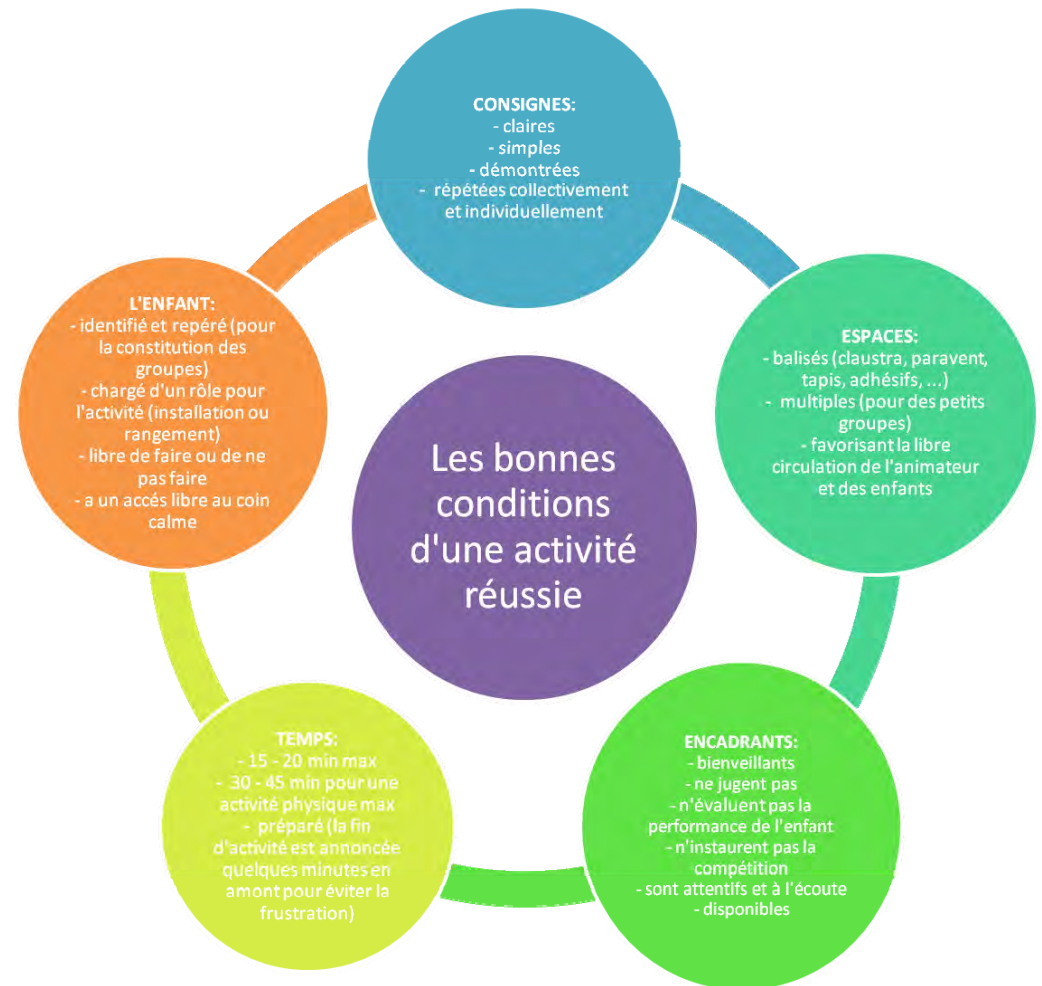 CONSIGNES:
- claires
- simples
- démontrées
- répétées collectivement
et individuellement
L'ENFANT:
- identifié et repéré (pour
la constitution des
groupes)
- chargé d'un rôle pour
l'activité (installation ou
rangement)
- libre de faire ou de ne
pas faire
- a un accés libre au coin
calme
ESPACES:
- balisés (claustra, paravent,
tapis, adhésifs, ...)
- multiples (pour des petits
groupes)
- favorisant la libre
circulation de l'animateur
et des enfants
Les bonnes
conditions
d'une activité
réussie
TEMPS:
- 15 - 20 min max
- 30 - 45 min pour une
activité physique max
- préparé (la fin
d'activité est annoncée
quelques minutes en
amont pour éviter la
frustration)
ENCADRANTS:
- bienveillants
- ne jugent pas
- n'évaluent pas la
performance de l'enfant
- n'instaurent pas la
compétition
- sont attentifs et à l'écoute
- disponibles